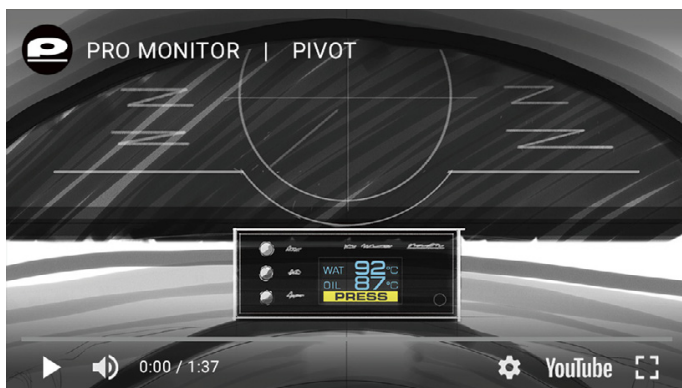 PRO MONITOR | PIVOT
WAT 92°C
OIL 87°C
PRESS
0:00 / 1:37
YouTube